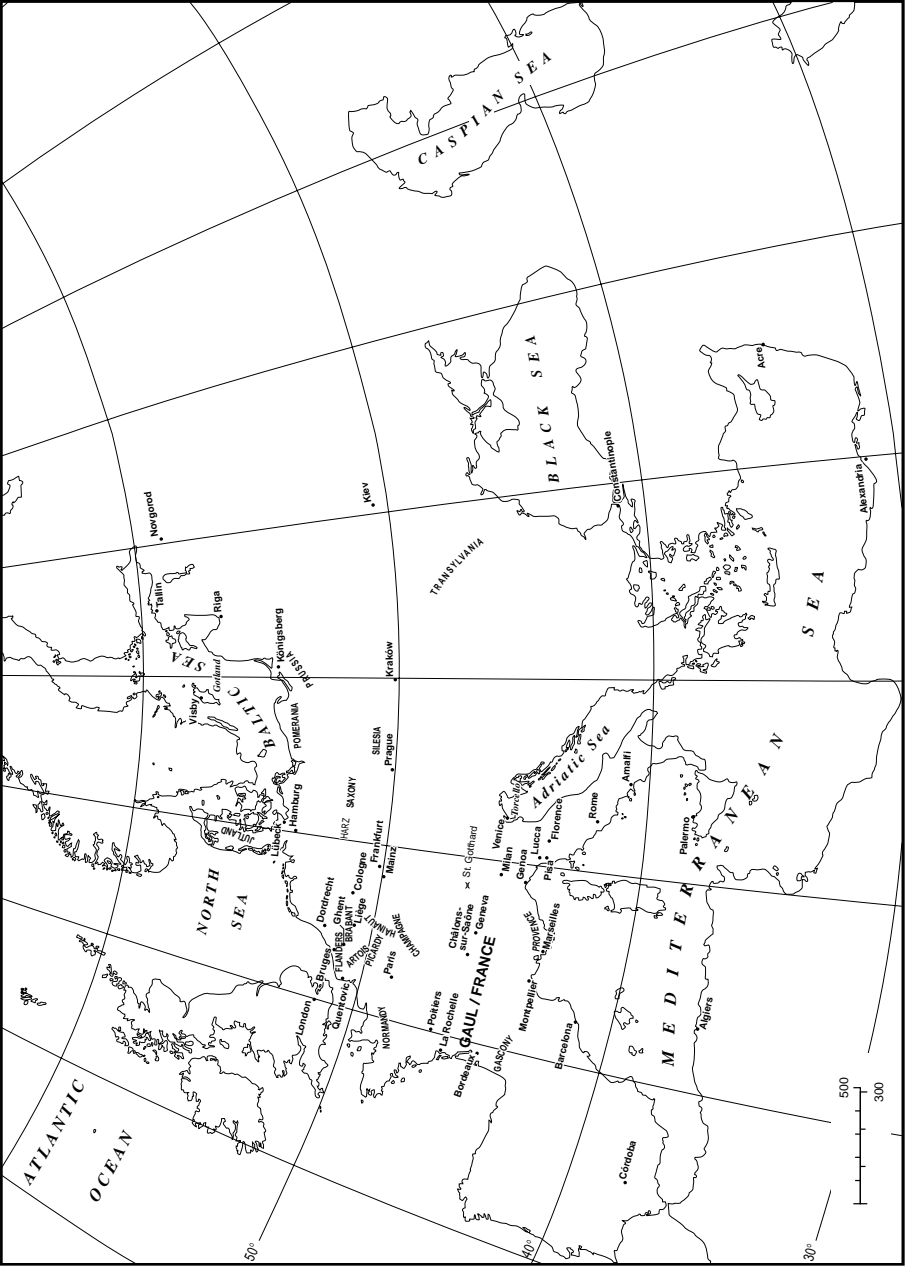 ATLANTIC
OCEAN
NORTH
SEA
BALTIC
SEA
Gotland
Visby
Tallin
Novgorod
Riga
Königsberg
PRUSSIA
POMERANIA
JUTLAND
Lübeck
Hamburg
SAXONY
HARZ
SILESIA
Prague
Kraków
Kiev
TRANSYLVANIA
CASPIAN SEA
BLACK SEA
Constantinople
London
Bruges
Quentovic
Dordrecht
Ghent
FLANDERS
BRABANT
Cologne
Liège
ARTOIS
HAINAUT
PICARDY
CHAMPAGNE
Frankfurt
Mainz
Paris
NORMANDY
Poitiers
La Rochelle
GAUL / FRANCE
Bordeaux
GASCONY
Châlons-
sur-Saône
Geneva
St. Gotthard
Montpellier
PROVENCE
Marseilles
Barcelona
Córdoba
Venice
Torcello
Milan
Genoa
Lucca
Pisa
Florence
Adriatic Sea
Rome
Amalfi
Palermo
Algiers
MEDITERRANEAN
SEA
Acre
Alexandria
50°
40°
30°
500
300